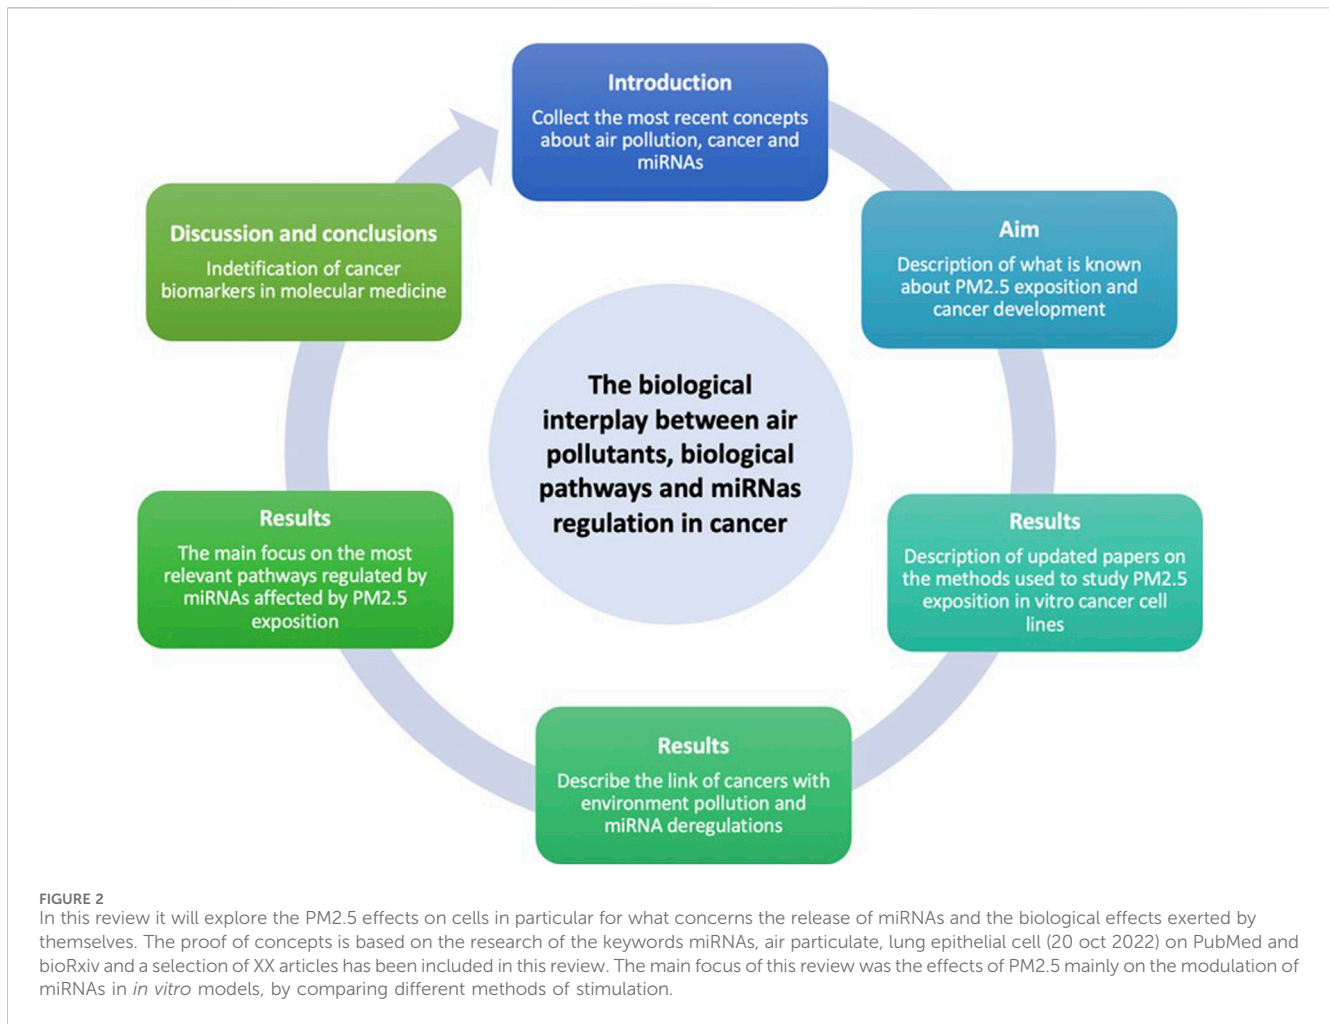 Introduction
Collect the most recent concepts
about air pollution, cancer and
miRNAs
Aim
Description of what is known
about PM2.5 exposition and
cancer development
Results
Description of updated papers on
the methods used to study PM2.5
exposition in vitro cancer cell
lines
Results
Describe the link of cancers with
environment pollution and
miRNA deregulations
Results
The main focus on the most
relevant pathways regulated by
miRNAs affected by PM2.5
exposition
Discussion and conclusions
Indetification of cancer
biomarkers in molecular medicine
The biological
interplay between air
pollutants, biological
pathways and miRNas
regulation in cancer
FIGURE 2
In this review it will explore the PM2.5 effects on cells in particular for what concerns the release of miRNAs and the biological effects exerted by
themselves. The proof of concepts is based on the research of the keywords miRNAs, air particulate, lung epithelial cell (20 oct 2022) on PubMed and
bioRxiv and a selection of XX articles has been included in this review. The main focus of this review was the effects of PM2.5 mainly on the modulation of
miRNAs in in vitro models, by comparing different methods of stimulation.